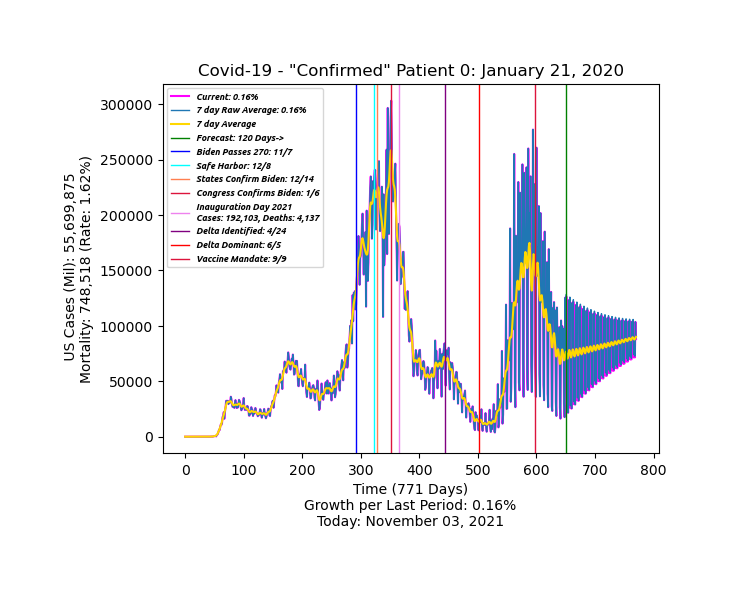 Covid-19 - "Confirmed" Patient 0: January 21, 2020
Current: 0.16%
7 day Raw Average: 0.16%
7 day Average
Forecast: 120 Days->
Biden Passes 270: 11/7
Safe Harbor: 12/8
States Confirm Biden: 12/14
Congress Confirms Biden: 1/6
Inauguration Day 2021
Cases: 192,103, Deaths: 4,137
Delta Identified: 4/24
Delta Dominant: 6/5
Vaccine Mandate: 9/9
US Cases (Mil): 55,699,875
Mortality: 748,518 (Rate: 1.62%)
300000
250000
200000
150000
100000
50000
0
0 100 200 300 400 500 600 700 800
Time (771 Days)
Growth per Last Period: 0.16%
Today: November 03, 2021